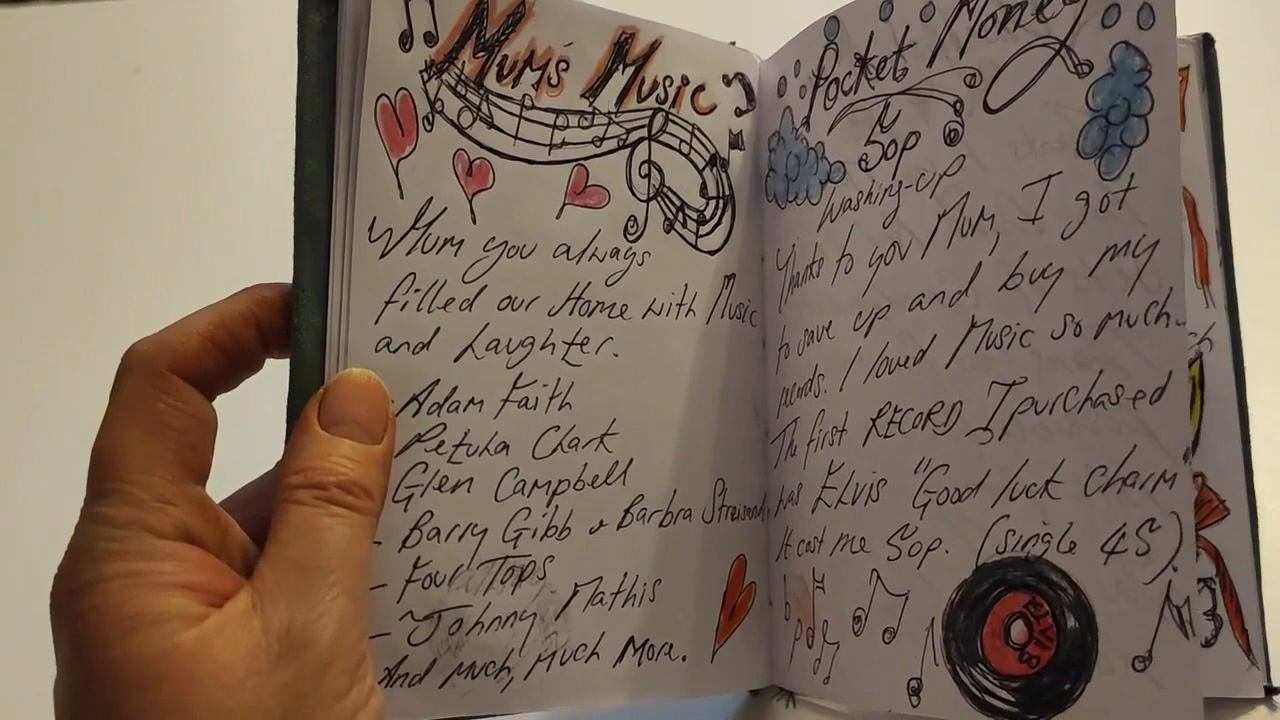 Mum's Music
Mum you always
filled our Home with Music
and Laughter.
- Adam Faith
Petula Clark
Glen Campbell
- Barry Gibb & Barbra Streisand
- Four Tops
- Johnny Mathis
And Much, Much More.
Pocket Money
50p
Washing-up
Thanks to you Mum, I got
to save up and buy my
records. I loved Music so much.
The first RECORD I purchased
was ELVIS "Good luck Charm"
It cost me 50p. (single 45).
ELVIS